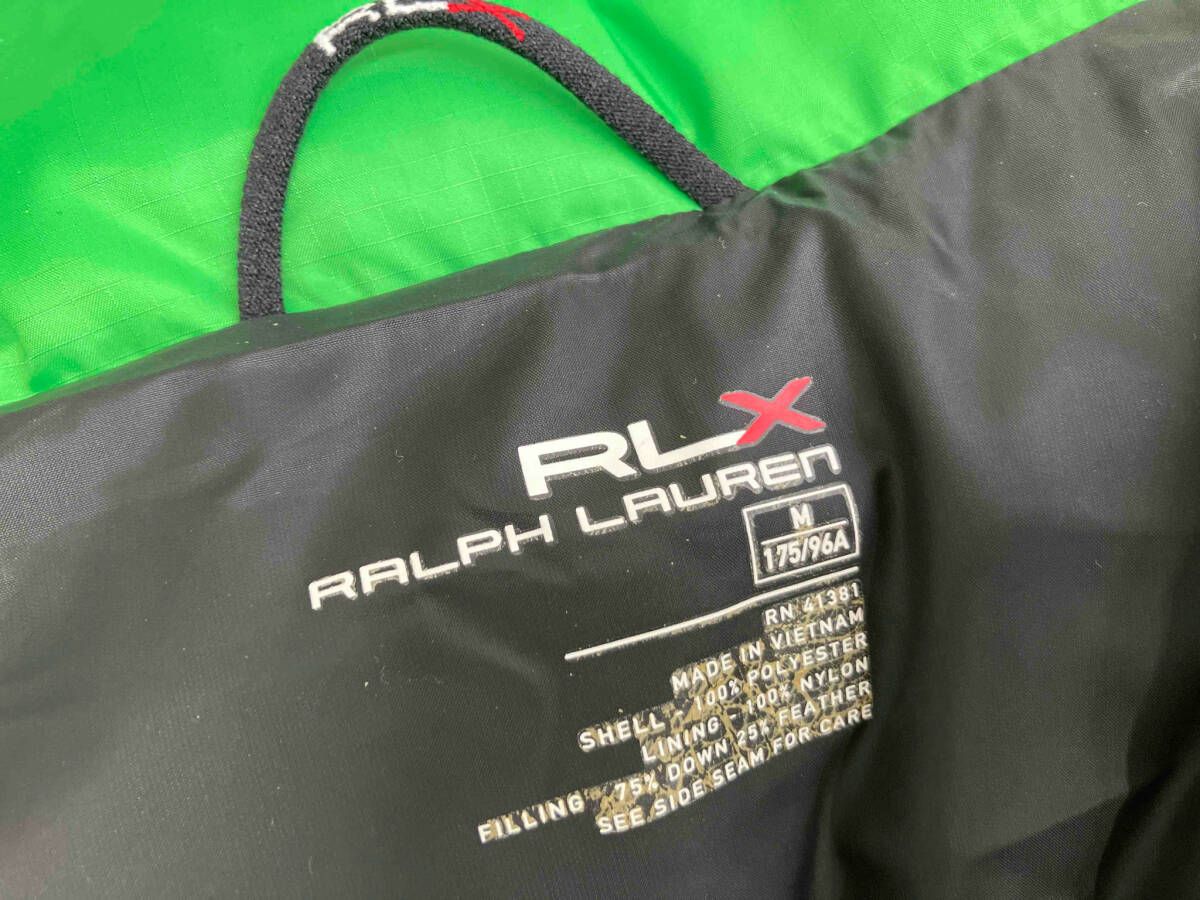 RLX
RLX
RALPH LAUREN
M
175/96A
RN 41381
MADE IN VIETNAM
SHELL - 100% POLYESTER
LINING - 100% NYLON
FILLING - 75% DOWN 25% FEATHER
SEE SIDE SEAM FOR CARE